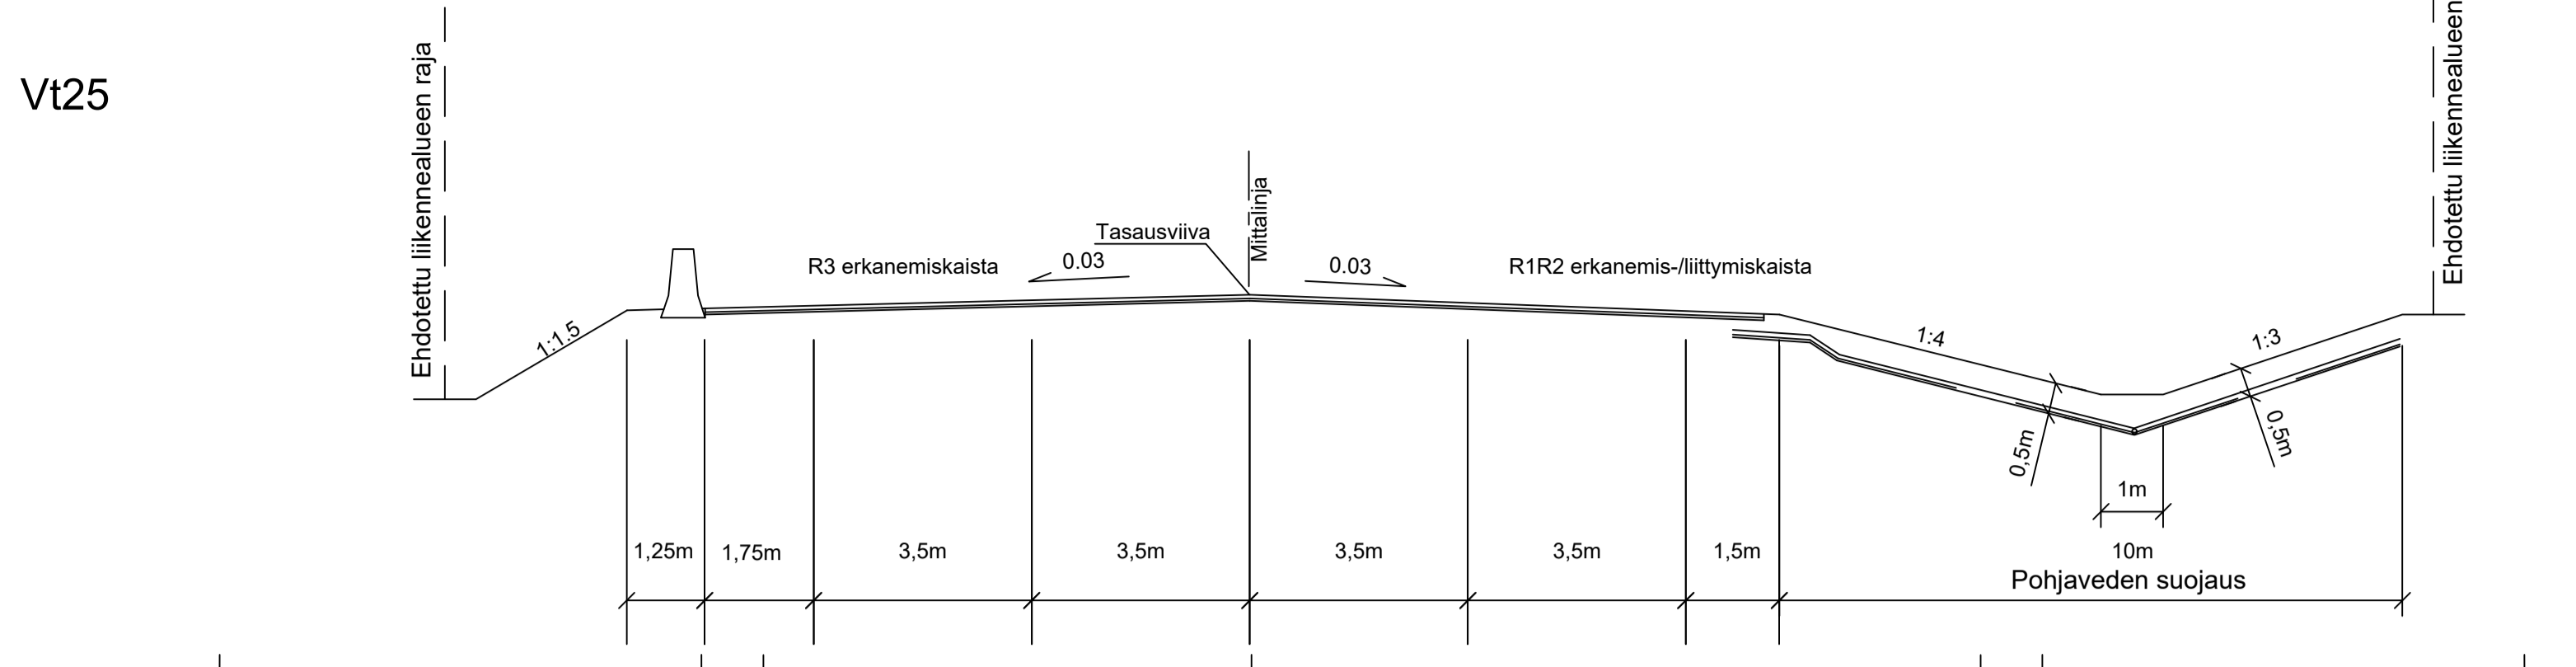 Vt25
Ehdotettu liikennealueen raja
1:1.5
R3 erkanemiskaista
Tasausviiva
0.03
Mittalinja
0.03
R1R2 erkanemis-/liittymiskaista
1:4
1:3
Ehdotettu liikennealueen
0,5m
0,5m
1m
1,25m
1,75m
3,5m
3,5m
3,5m
3,5m
1,5m
10m
Pohjaveden suojaus